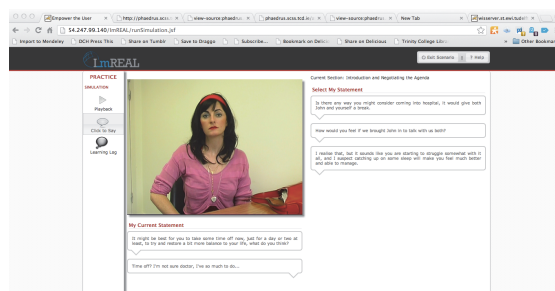 Empower the User
http://phaedrus.scss.
view-source:phaed
phaedrus.scss.tcd.ie
view-source:phaed
New Tab
wisserver.st.ewi.tudelf
54.247.99.140/ImREAL/runSimulation.jsf
Import to Mendeley
DCH Press This
Share on Tumblr
Save to Draggo
Subscribe...
Bookmark on Delicio
Share on Delicious
Trinity College Libr
Other Bookmar
ImREAL
Exit Scenario
? Help
PRACTICE
SIMULATION
Playback
Click to Say
Learning Log
Current Section: Introduction and Negotiating the Agenda
Select My Statement
Is there any way you might consider coming into hospital, it would give both
John and yourself a break.
How would you feel if we brought John in to talk with us both?
I realise that, but it sounds like you are starting to struggle somewhat with it
all, and I suspect catching up on some sleep will make you feel much better
and able to manage.
My Current Statement
It might be best for you to take some time off now, just for a day or two at
least, to try and restore a bit more balance to your life, what do you think?
Time off? I'm not sure doctor, I've so much to do...